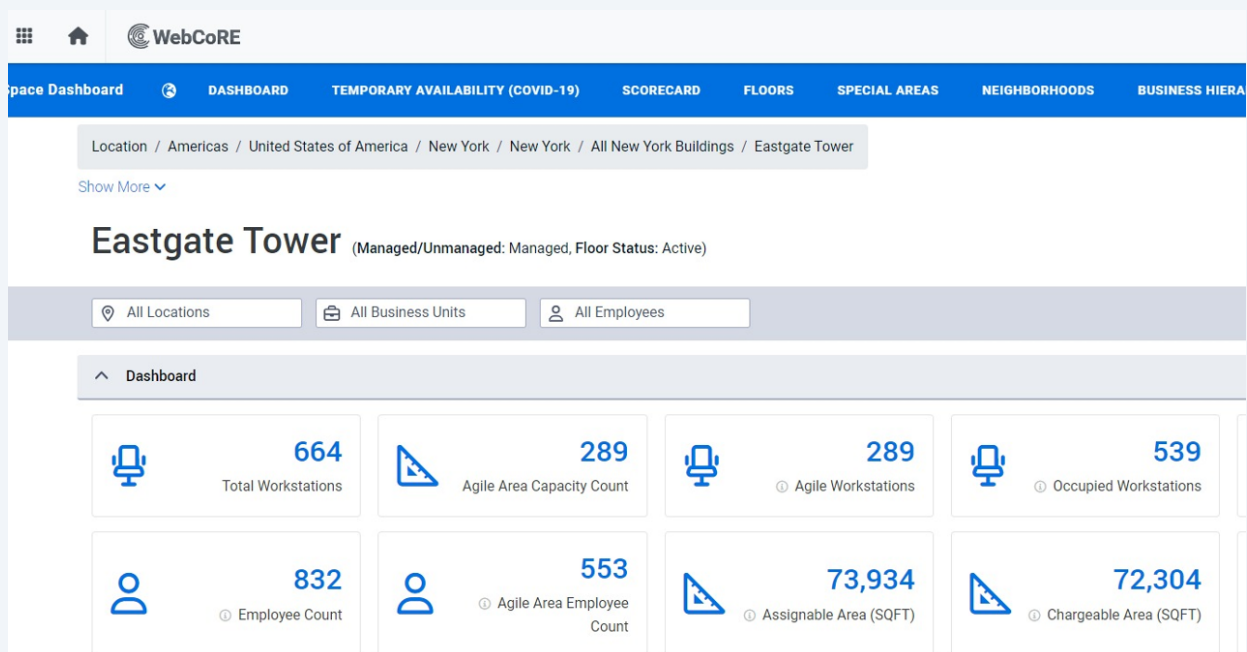 WebCoRE
Space Dashboard DASHBOARD TEMPORARY AVAILABILITY (COVID-19) SCORECARD FLOORS SPECIAL AREAS NEIGHBORHOODS BUSINESS HIERA
Location / Americas / United States of America / New York / New York / All New York Buildings / Eastgate Tower
Show More
Eastgate Tower (Managed/Unmanaged: Managed, Floor Status: Active)
All Locations All Business Units All Employees
Dashboard
664
Total Workstations
289
Agile Area Capacity Count
289
Agile Workstations
539
Occupied Workstations
832
Employee Count
553
Agile Area Employee
Count
73,934
Assignable Area (SQFT)
72,304
Chargeable Area (SQFT)